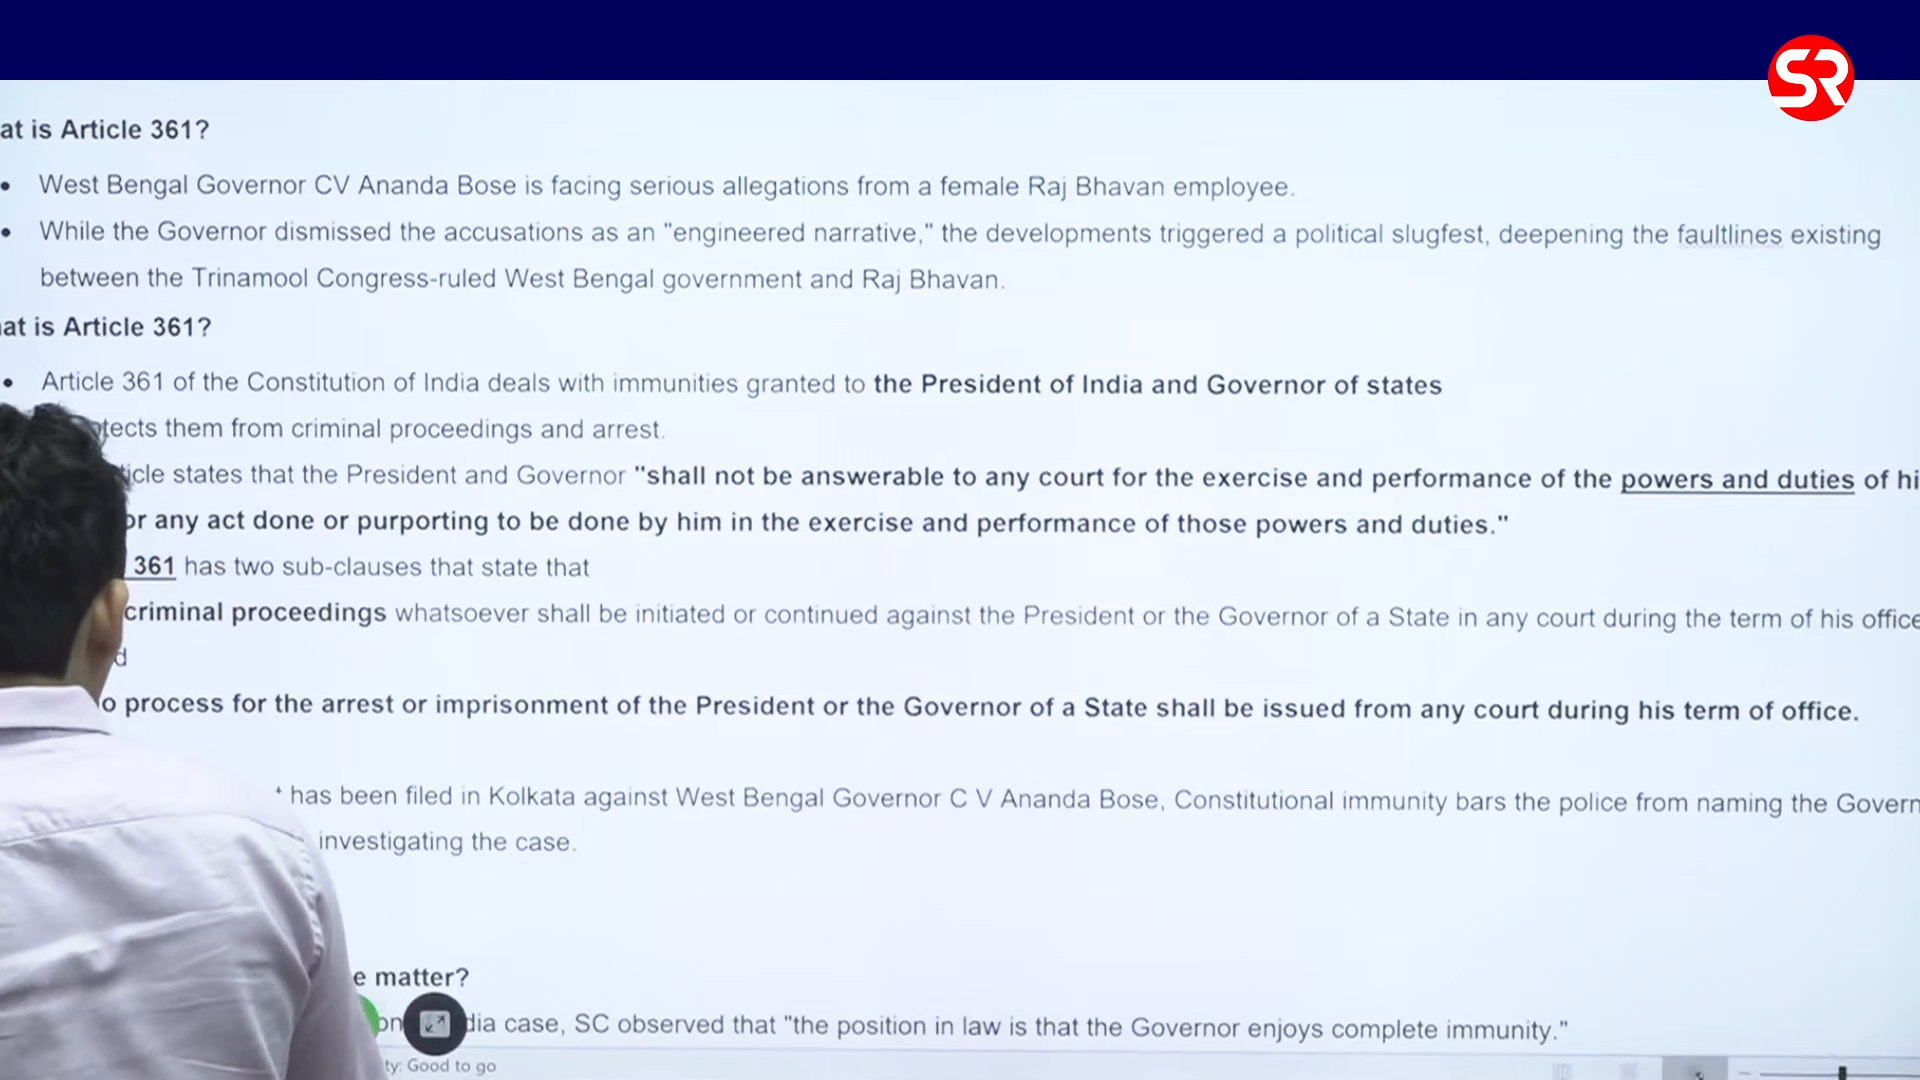 SR
at is Article 361?
• West Bengal Governor CV Ananda Bose is facing serious allegations from a female Raj Bhavan employee.
• While the Governor dismissed the accusations as an "engineered narrative," the developments triggered a political slugfest, deepening the faultlines existing
between the Trinamool Congress-ruled West Bengal government and Raj Bhavan.
at is Article 361?
• Article 361 of the Constitution of India deals with immunities granted to the President of India and Governor of states
tects them from criminal proceedings and arrest.
icle states that the President and Governor "shall not be answerable to any court for the exercise and performance of the powers and duties of hi
or any act done or purporting to be done by him in the exercise and performance of those powers and duties."
361 has two sub-clauses that state that
criminal proceedings whatsoever shall be initiated or continued against the President or the Governor of a State in any court during the term of his office
d
o process for the arrest or imprisonment of the President or the Governor of a State shall be issued from any court during his term of office.
has been filed in Kolkata against West Bengal Governor C V Ananda Bose, Constitutional immunity bars the police from naming the Govern
investigating the case.
e matter?
on dia case, SC observed that "the position in law is that the Governor enjoys complete immunity."
ty: Good to go